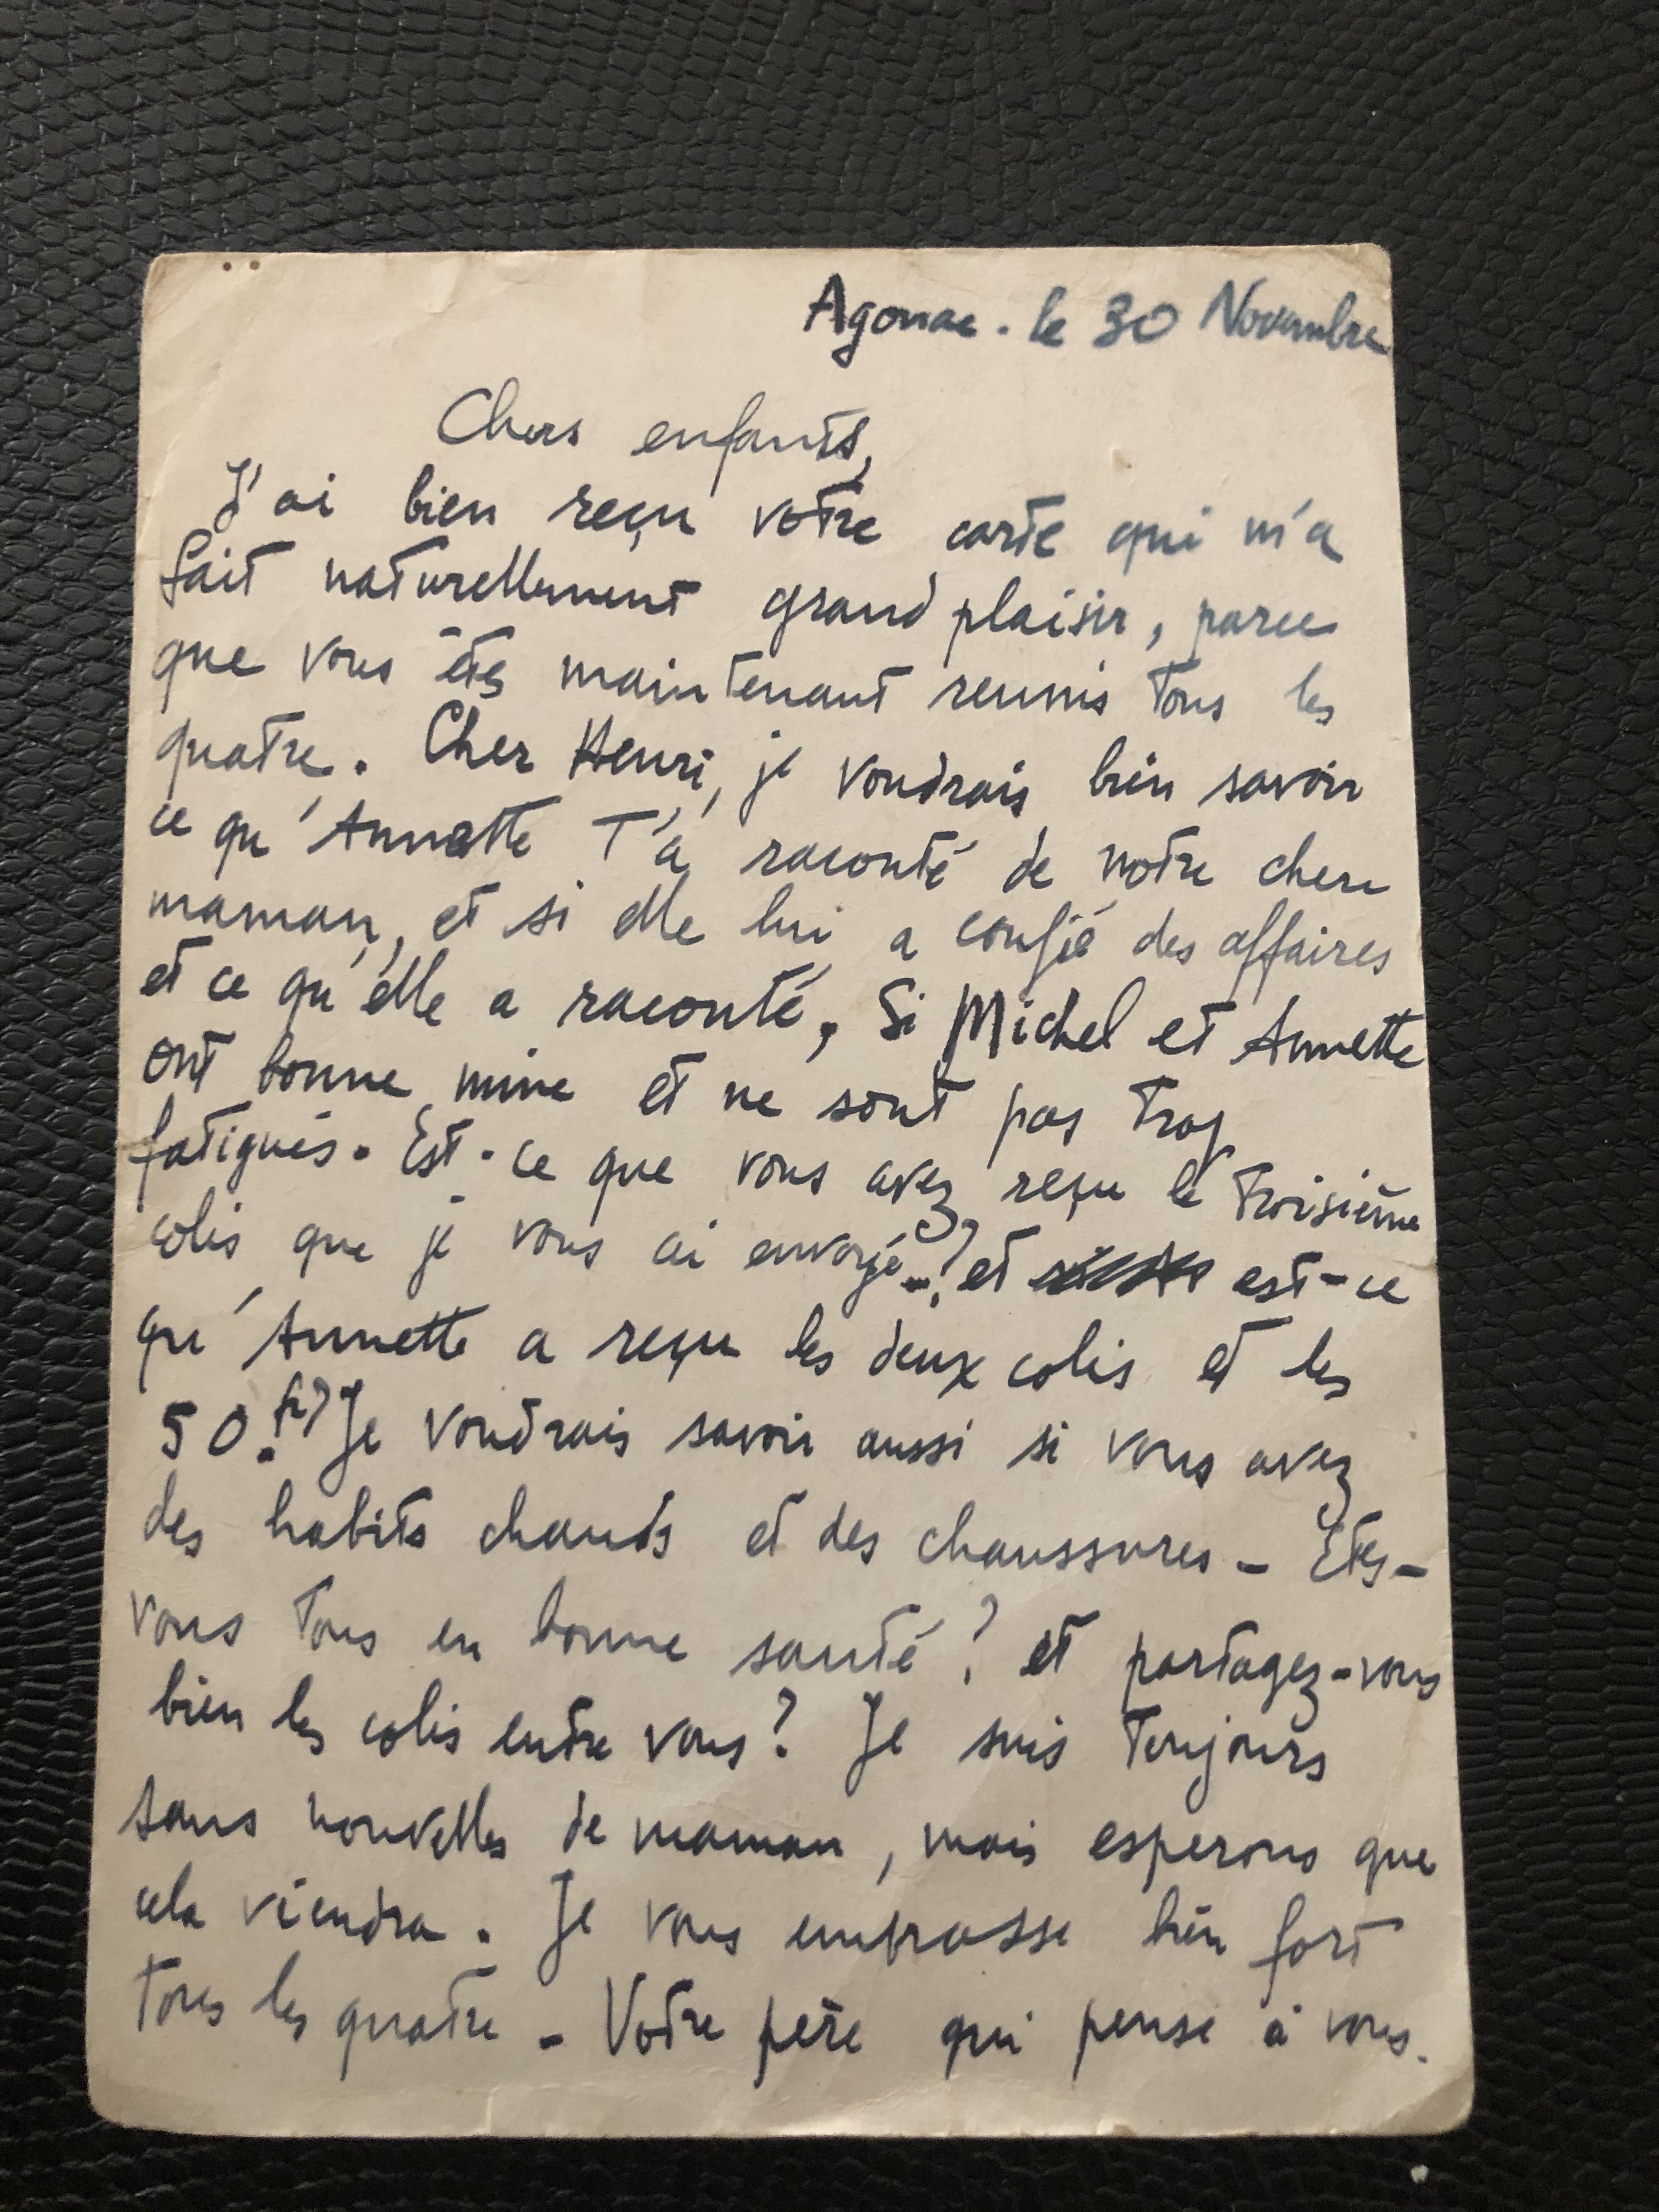 Agonac. le 30 Novembre
Chers enfants,
J'ai bien reçu votre carte qui m'a
fait naturellement grand plaisir, parce
que vous êtes maintenant reunis tous les
quatre. Cher Henri, je voudrais bien savoir
ce qu'Annette t'a raconté de notre chere
maman, et si elle lui a confié des affaires
et ce qu'elle a raconté, Si Michel et Annette
ont bonne mine et ne sont pas trop
fatigués. Est-ce que vous avez reçu le troisième
colis que je vous ai envoyé? et est-ce
qu'Annette a reçu les deux colis et les
50 fr? Je voudrais savoir aussi si vous avez
des habits chauds et des chaussures - Etes-
vous tous en bonne santé? et partagez-vous
bien les colis entre vous? Je suis toujours
sans nouvelles de maman, mais esperons que
cela viendra. Je vous embrasse bien fort
tous les quatre - Votre père qui pense à vous.